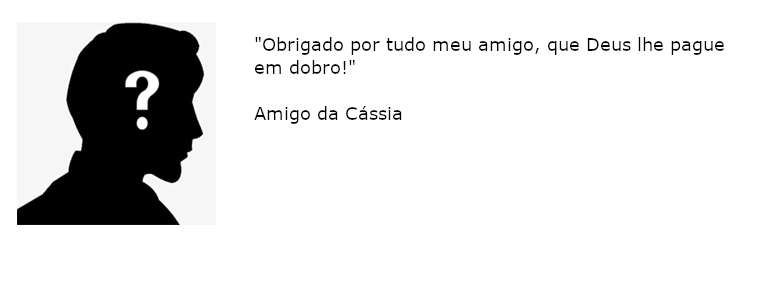 ?
"Obrigado por tudo meu amigo, que Deus lhe pague
em dobro!"
Amigo da Cássia